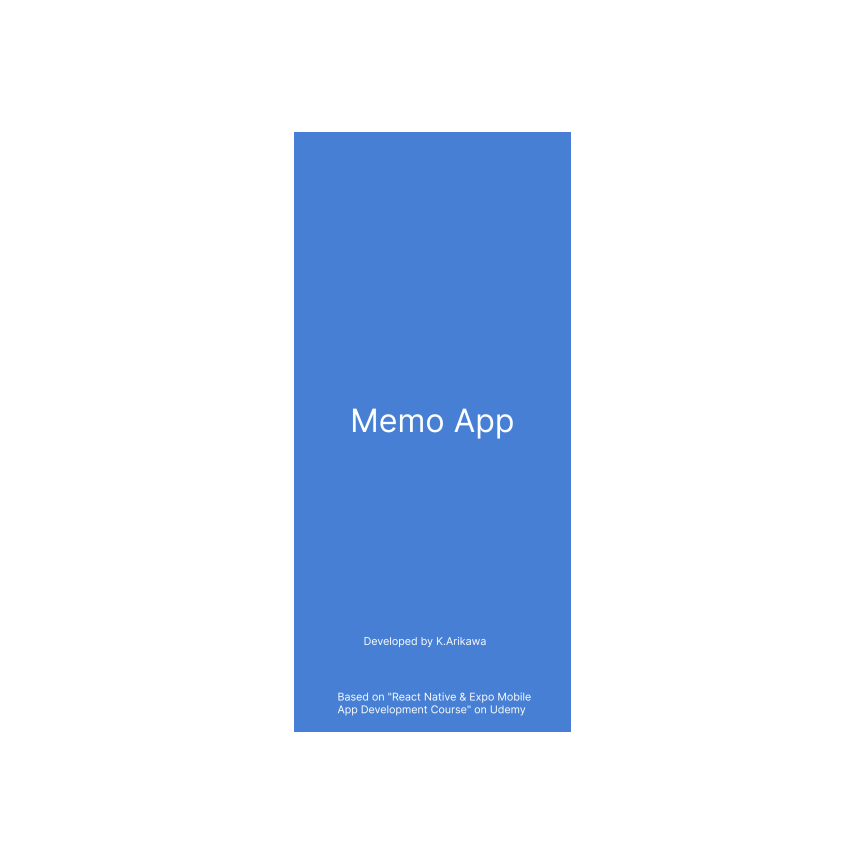 Memo App
Developed by K.Arikawa
Based on "React Native & Expo Mobile
App Development Course" on Udemy